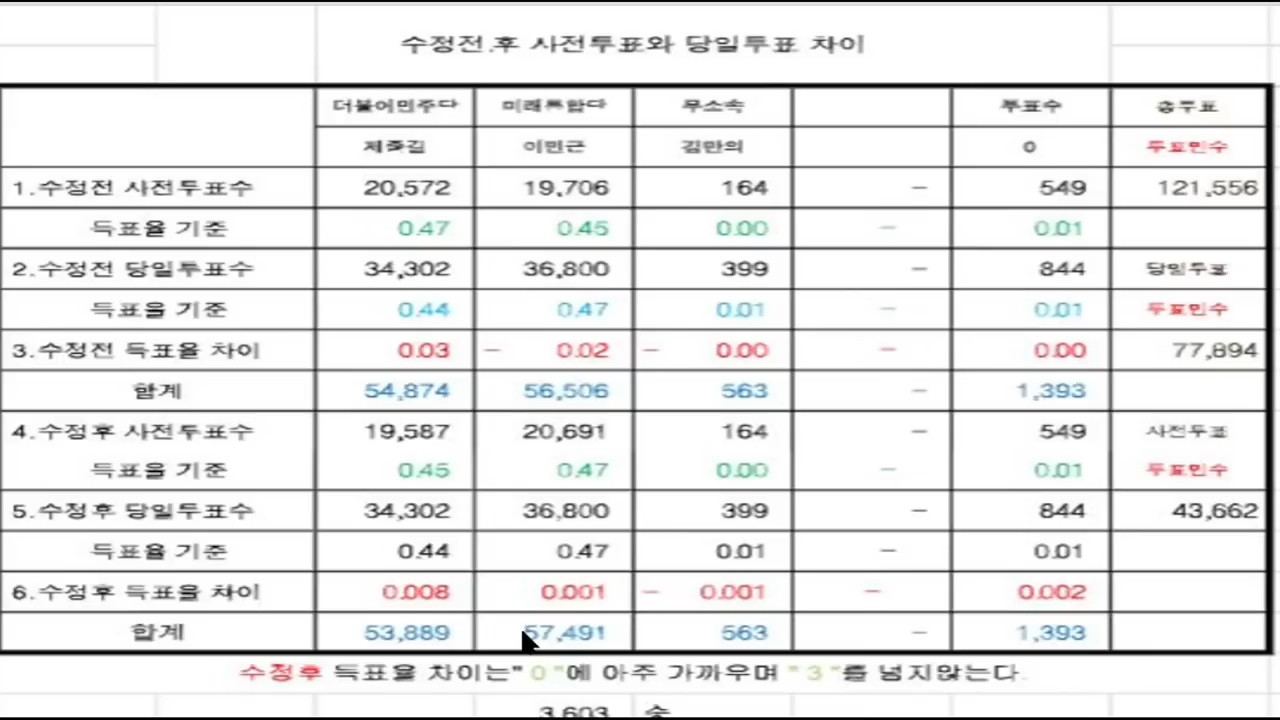 수정전.후 사전투표와 당일투표 차이
더불어민주다 미래통합다 무소속 투표수 총투표
제종길 이민근 김만의 0 투표인수
1.수정전 사전투표수 20,572 19,706 164 - 549 121,556
득표율 기준 0.47 0.45 0.00 - 0.01
2.수정전 당일투표수 34,302 36,800 399 - 844 당일투표
득표율 기준 0.44 0.47 0.01 - 0.01 투표인수
3.수정전 득표율 차이 0.03 - 0.02 - 0.00 - 0.00 77,894
합계 54,874 56,506 563 - 1,393
4.수정후 사전투표수 19,587 20,691 164 - 549 사전투표
득표율 기준 0.45 0.47 0.00 - 0.01 투표인수
5.수정후 당일투표수 34,302 36,800 399 - 844 43,662
득표율 기준 0.44 0.47 0.01 - 0.01
6.수정후 득표율 차이 0.008 0.001 - 0.001 - 0.002
합계 53,889 57,491 563 - 1,393
수정후 득표율 차이는" 0 "에 아주 가까우며 " 3 "를 넘지않는다.
3,603